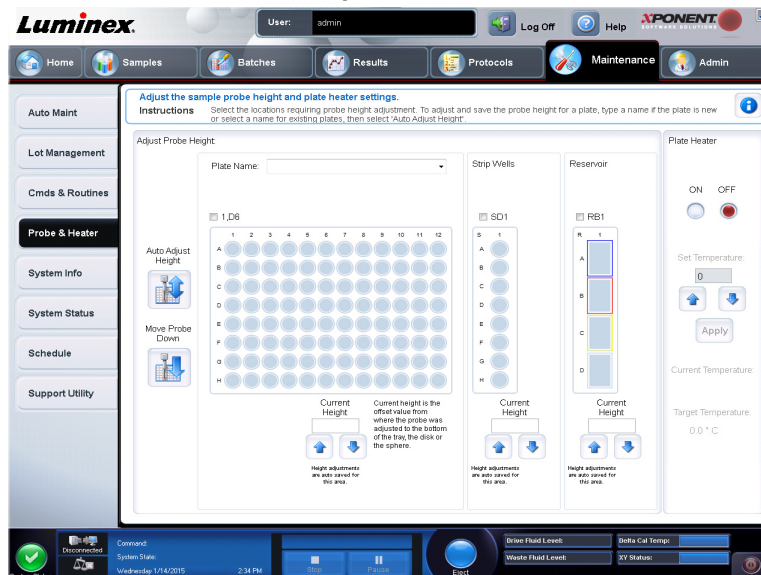 Luminex.
User: admin
Log Off
Help
XPONENT
SOFTWARE SOLUTIONS
Home
Samples
Batches
Results
Protocols
Maintenance
Admin
Auto Maint
Lot Management
Cmds & Routines
Probe & Heater
System Info
System Status
Schedule
Support Utility
Adjust the sample probe height and plate heater settings.
Instructions
Select the locations requiring probe height adjustment. To adjust and save the probe height for a plate, type a name if the plate is new
or select a name for existing plates, then select 'Auto Adjust Height'.
Adjust Probe Height
Plate Name:
Auto Adjust
Height
Move Probe
Down
1,D6
1 2 3 4 5 6 7 8 9 10 11 12
A
B
C
D
E
F
G
H
Current
Height
Current height is the
offset value from
where the probe was
adjusted to the bottom
of the tray, the disk or
the sphere.
Height adjustments
are auto saved for
this area.
Strip Wells
SD1
S 1
A
B
C
D
E
F
G
H
Current
Height
Height adjustments
are auto saved for
this area.
Reservoir
RB1
R 1
A
B
C
D
Current
Height
Height adjustments
are auto saved for
this area.
Plate Heater
ON OFF
Set Temperature:
0
Apply
Current Temperature:
Target Temperature:
0.0 ° C
Disconnected
Command:
System State:
Wednesday 1/14/2015 2:34 PM
Stop
Pause
Eject
Drive Fluid Level:
Waste Fluid Level:
Delta Cal Temp:
XY Status: